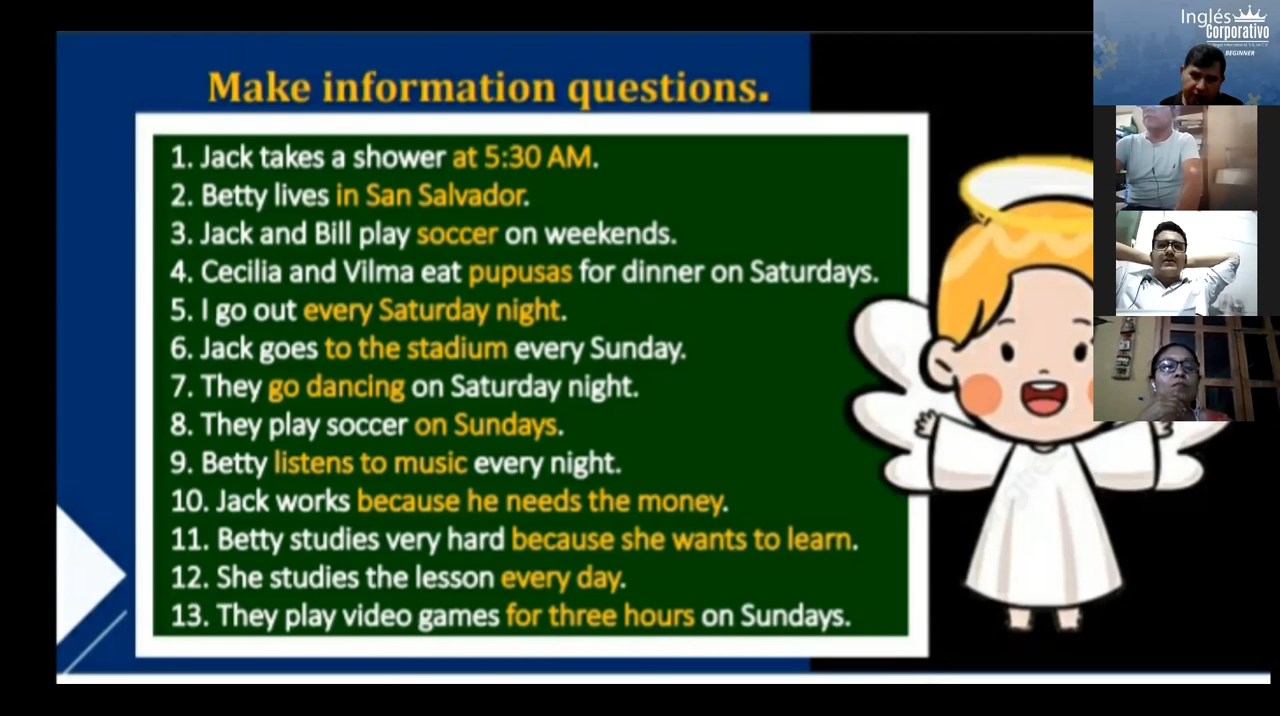 Make information questions.
1. Jack takes a shower at 5:30 AM.
2. Betty lives in San Salvador.
3. Jack and Bill play soccer on weekends.
4. Cecilia and Vilma eat pupusas for dinner on Saturdays.
5. I go out every Saturday night.
6. Jack goes to the stadium every Sunday.
7. They go dancing on Saturday night.
8. They play soccer on Sundays.
9. Betty listens to music every night.
10. Jack works because he needs the money.
11. Betty studies very hard because she wants to learn.
12. She studies the lesson every day.
13. They play video games for three hours on Sundays.
Inglés
Corporativo
BEGINNER